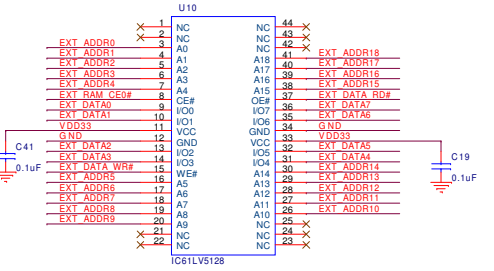 U10
1 NC NC 44
2 NC NC 43
EXT_ADDR0 3 A0 NC 42
EXT_ADDR1 4 A1 A18 41 EXT_ADDR18
EXT_ADDR2 5 A2 A17 40 EXT_ADDR17
EXT_ADDR3 6 A3 A16 39 EXT_ADDR16
EXT_ADDR4 7 A4 A15 38 EXT_ADDR15
EXT_RAM_CE0# 8 CE# OE# 37 EXT_DATA_RD#
EXT_DATA0 9 I/O0 I/O7 36 EXT_DATA7
EXT_DATA1 10 I/O1 I/O6 35 EXT_DATA6
VDD33 11 VCC GND 34 GND
GND 12 GND VCC 33 VDD33
C41 EXT_DATA2 13 I/O2 I/O5 32 EXT_DATA5 C19
EXT_DATA3 14 I/O3 I/O4 31 EXT_DATA4
0.1uF EXT_DATA_WR# 15 WE# A14 30 EXT_ADDR14 0.1uF
EXT_ADDR5 16 A5 A13 29 EXT_ADDR13
EXT_ADDR6 17 A6 A12 28 EXT_ADDR12
EXT_ADDR7 18 A7 A11 27 EXT_ADDR11
EXT_ADDR8 19 A8 A10 26 EXT_ADDR10
EXT_ADDR9 20 A9 NC 25
21 NC NC 24
22 NC NC 23
IC61LV5128